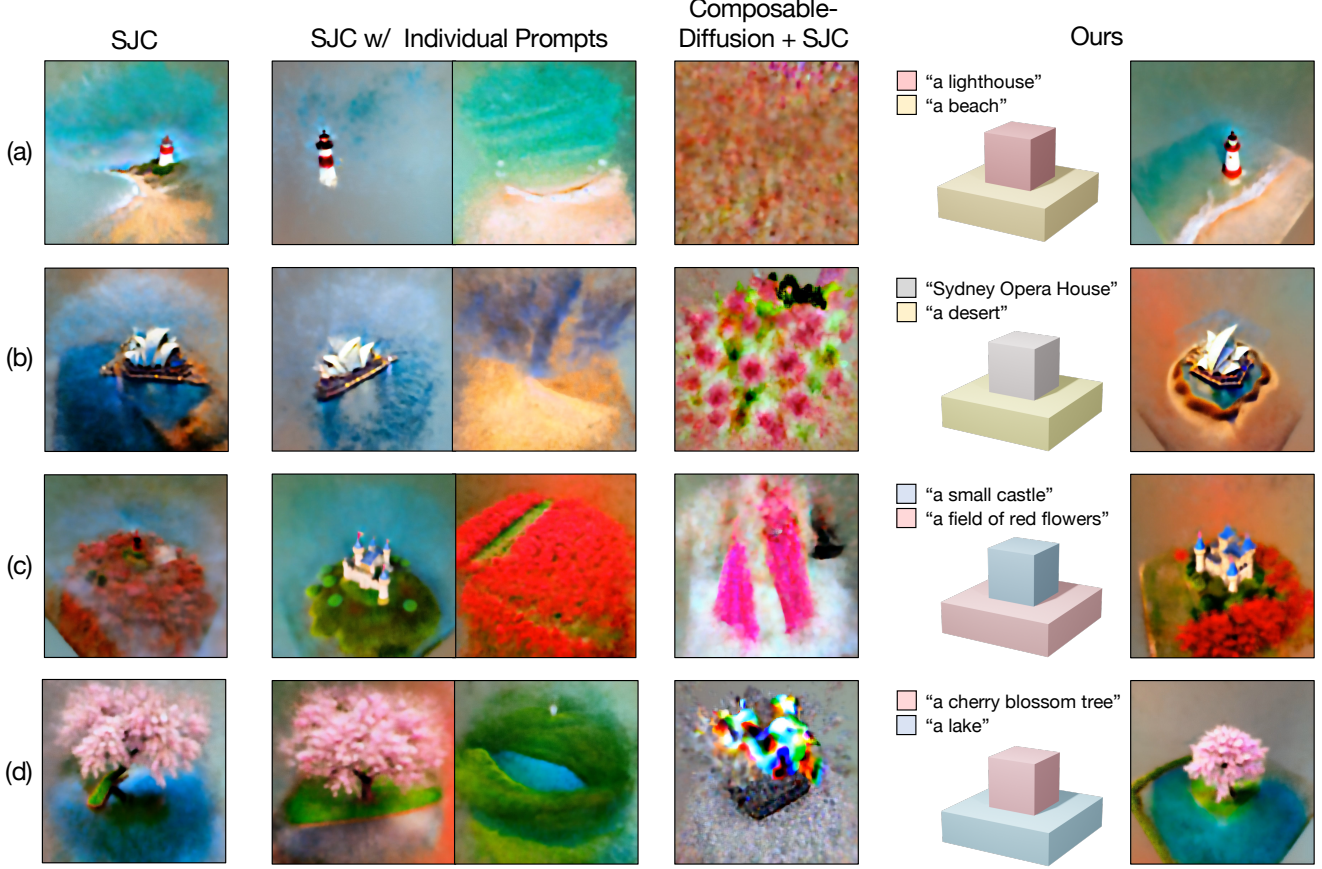 SJC
SJC w/ Individual Prompts
Composable-
Diffusion + SJC
Ours
(a)
“a lighthouse”
“a beach”
(b)
“Sydney Opera House”
“a desert”
(c)
“a small castle”
“a field of red flowers”
(d)
“a cherry blossom tree”
“a lake”